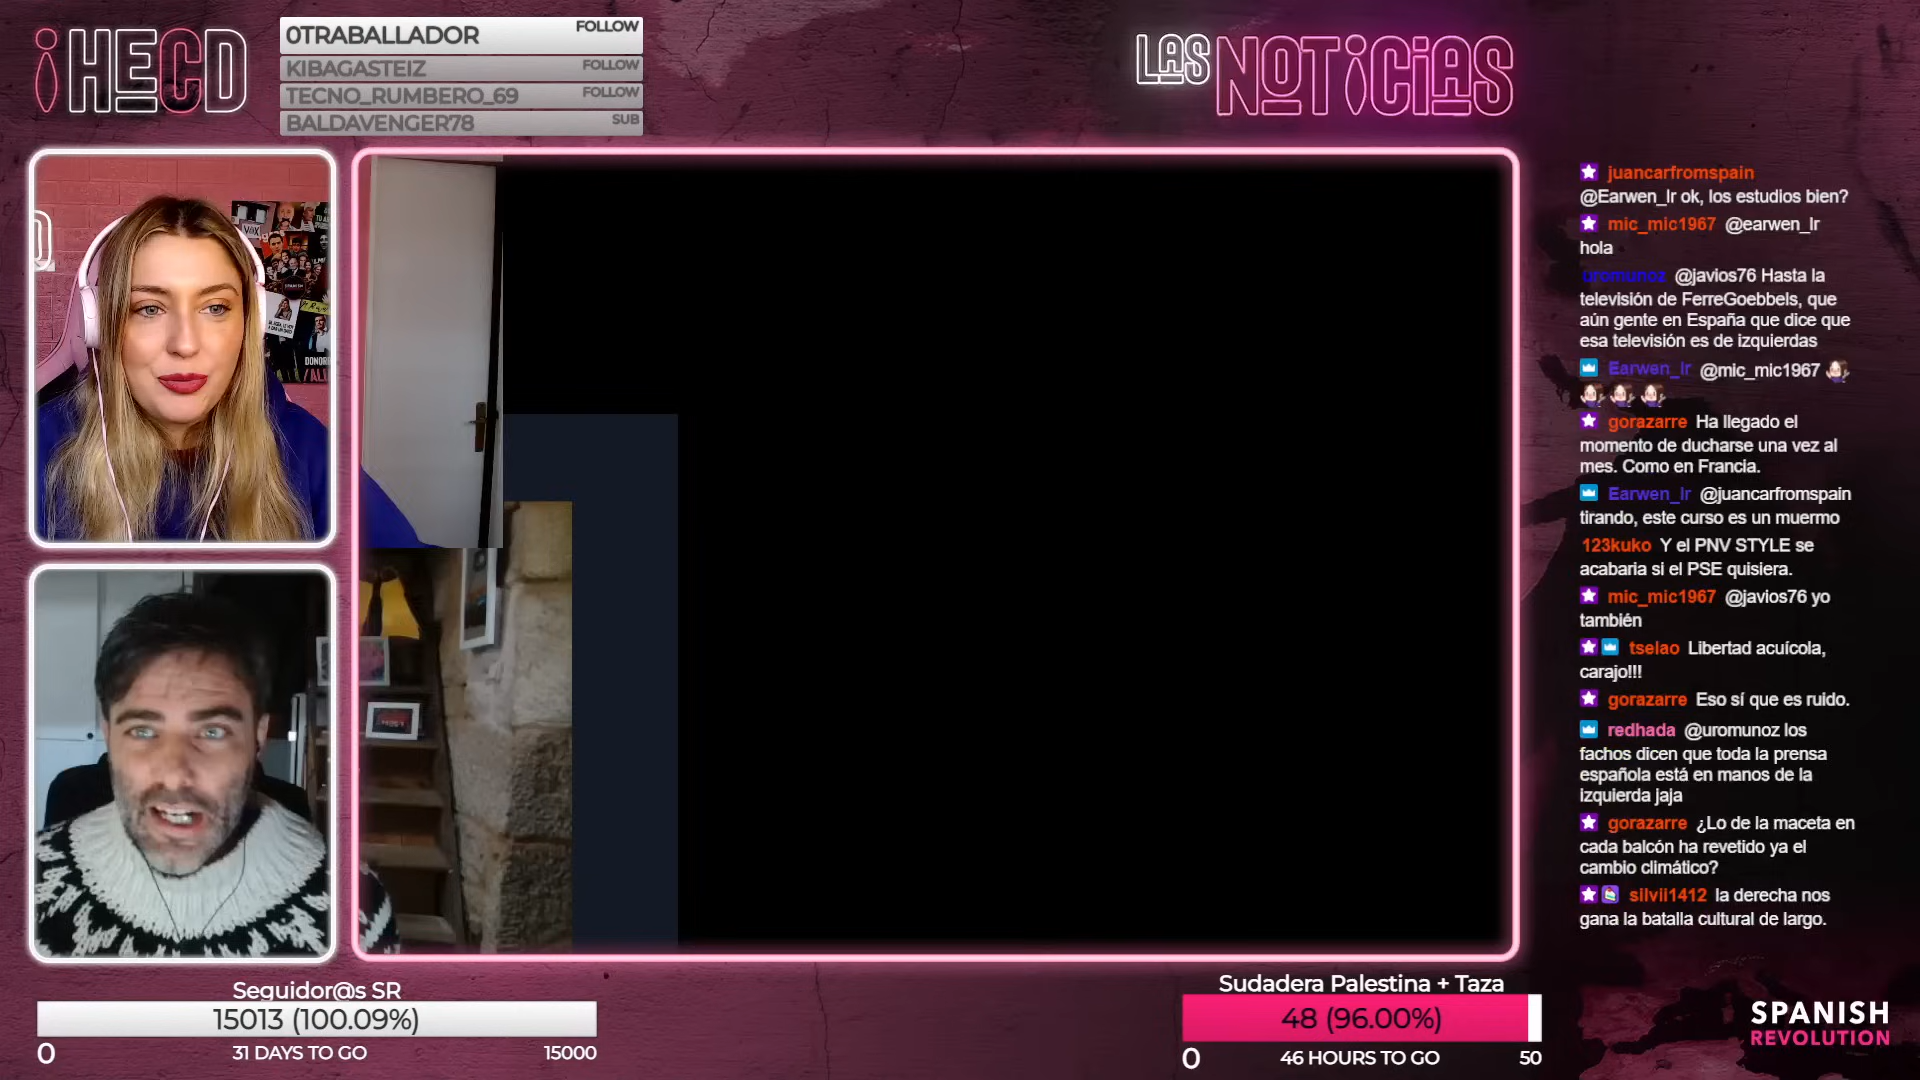 iHECD
0TRABALLADOR FOLLOW
KIBAGASTEIZ FOLLOW
TECNO_RUMBERO_69 FOLLOW
BALDAVENGER78 SUB
LAS NOTICIAS
VOX
juancarfromspain
@Earwen_lr ok, los estudios bien?
mic_mic1967 @earwen_lr
hola
uromunoz @javios76 Hasta la
televisión de FerreGoebbels, que
aún gente en España que dice que
esa televisión es de izquierdas
Earwen_lr @mic_mic1967
gorazarre Ha llegado el
momento de ducharse una vez al
mes. Como en Francia.
Earwen_lr @juancarfromspain
tirando, este curso es un muermo
123kuko Y el PNV STYLE se
acabaria si el PSE quisiera.
mic_mic1967 @javios76 yo
también
tselao Libertad acuícola,
carajo!!!
gorazarre Eso sí que es ruido.
redhada @uromunoz los
fachos dicen que toda la prensa
española está en manos de la
izquierda jaja
gorazarre ¿Lo de la maceta en
cada balcón ha revetido ya el
cambio climático?
silvii1412 la derecha nos
gana la batalla cultural de largo.
Seguidor@s SR
15013 (100.09%)
0 31 DAYS TO GO 15000
Sudadera Palestina + Taza
48 (96.00%)
0 46 HOURS TO GO 50
SPANISH
REVOLUTION